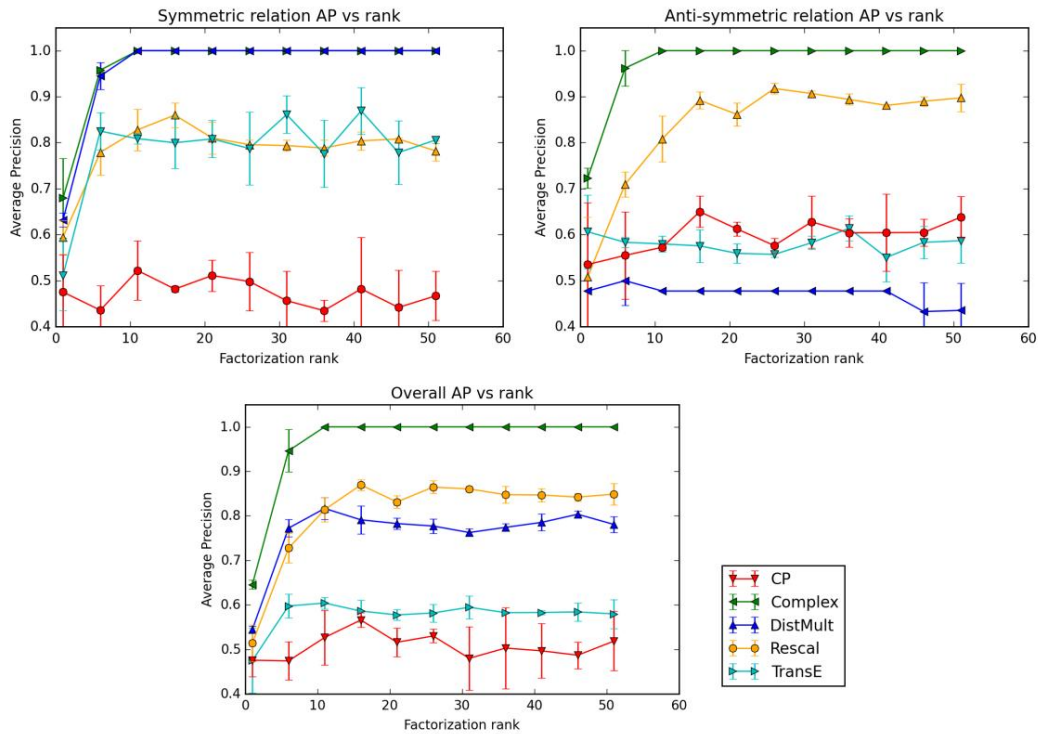 Symmetric relation AP vs rank
1.0
0.9
0.8
0.7
0.6
0.5
0.4
Average Precision
0 10 20 30 40 50 60
Factorization rank
Anti-symmetric relation AP vs rank
1.0
0.9
0.8
0.7
0.6
0.5
0.4
Average Precision
0 10 20 30 40 50 60
Factorization rank
Overall AP vs rank
1.0
0.9
0.8
0.7
0.6
0.5
0.4
Average Precision
0 10 20 30 40 50 60
Factorization rank
CP
Complex
DistMult
Rescal
TransE